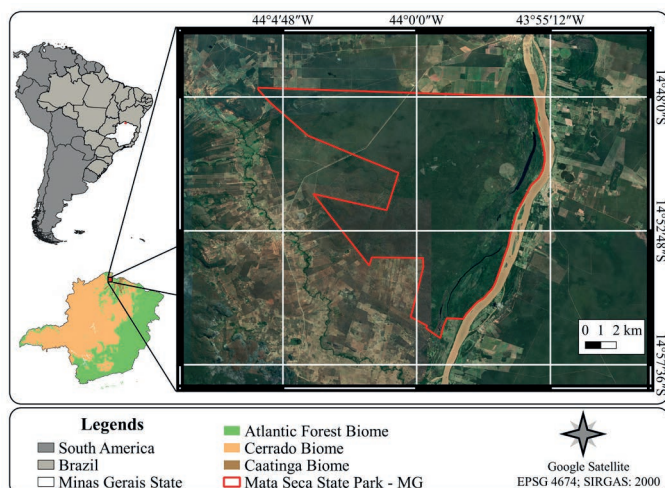 44°4'48"W 44°0'0"W 43°55'12"W
14°48'0"S
14°52'48"S
14°57'36"S
0 1 2 km
Legends
South America
Brazil
Minas Gerais State
Atlantic Forest Biome
Cerrado Biome
Caatinga Biome
Mata Seca State Park - MG
Google Satellite
EPSG 4674; SIRGAS: 2000